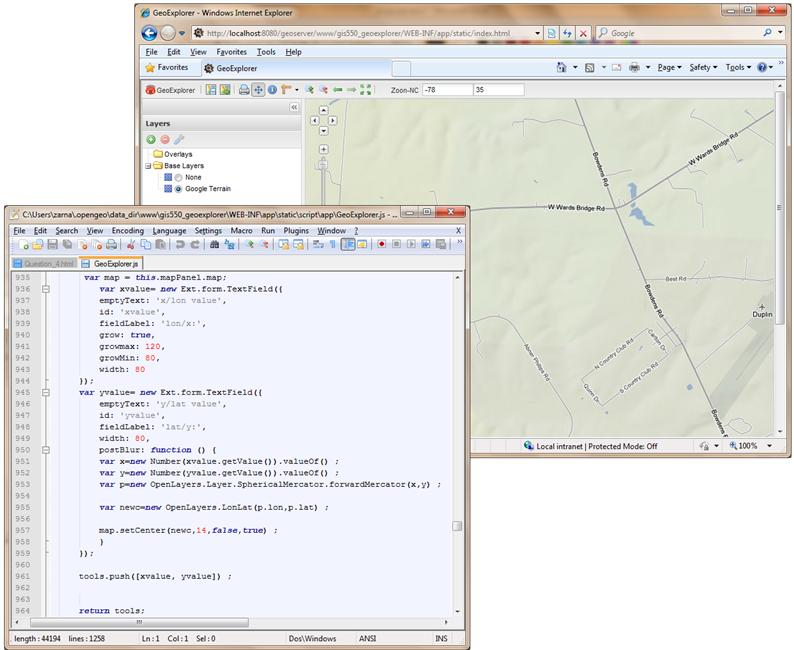 GeoExplorer - Windows Internet Explorer
http://localhost:8080/geoserver/www/gis550_geoexplorer/WEB-INF/app/static/index.html
Google
File Edit View Favorites Tools Help
Favorites GeoExplorer
Page Safety Tools
GeoExplorer Zoon-NC -78 35
Layers
Overlays
Base Layers
None
Google Terrain
Bowdens Rd
W Wards Bridge Rd
W Wards Bridge Rd
Best Rd
Bowdens Rd
Duplin
Carlton Dr
N Country Club Rd
Abner Phillips Rd
S Country Club Rd
Quinn Dr
Bowdens Rd
Local intranet | Protected Mode: Off
100%
C:\Users\zarna\.opengeo\data_dir\www\gis550_geoexplorer\WEB-INF\app\static\script\app\GeoExplorer.js - ...
File Edit Search View Encoding Language Settings Macro Run Plugins Window ? X
Question_4.html GeoExplorer.js
935 var map = this.mapPanel.map;
936 var xvalue= new Ext.form.TextField({
937 emptyText: 'x/lon value',
938 id: 'xvalue',
939 fieldLabel: 'lon/x:',
940 grow: true,
941 growmax: 120,
942 growMin: 80,
943 width: 80
944 });
945 var yvalue= new Ext.form.TextField({
946 emptyText: 'y/lat value',
947 id: 'yvalue',
948 fieldLabel: 'lat/y:',
949 width: 80,
950 postBlur: function () {
951 var x=new Number(xvalue.getValue()).valueOf() ;
952 var y=new Number(yvalue.getValue()).valueOf() ;
953 var p=new OpenLayers.Layer.SphericalMercator.forwardMercator(x,y) ;
954
955 var newc=new OpenLayers.LonLat(p.lon,p.lat) ;
956
957 map.setCenter(newc,14,false,true) ;
958 }
959 });
960
961 tools.push([xvalue, yvalue]) ;
962
963
964 return tools;
length : 44194 lines : 1258 Ln : 1 Col : 1 Sel : 0 Dos\Windows ANSI INS